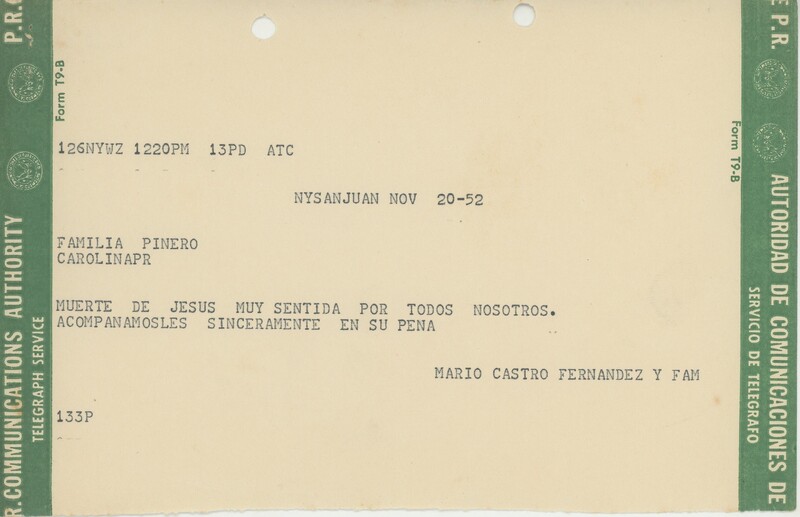 126NYWZ 1220PM 13PD ATC
NYSANJUAN NOV 20-52
FAMILIA PINERO
CAROLINAPR
MUERTE DE JESUS MUY SENTIDA POR TODOS NOSOTROS.
ACOMPANAMOSLES SINCERAMENTE EN SU PENA
MARIO CASTRO FERNANDEZ Y FAM
133P
P.R.C
R. COMMUNICATIONS AUTHORITY
TELEGRAPH SERVICE
Form T9-B
E P.R.
AUTORIDAD DE COMUNICACIONES DE
SERVICIO DE TELEGRAFO
Form T9-B